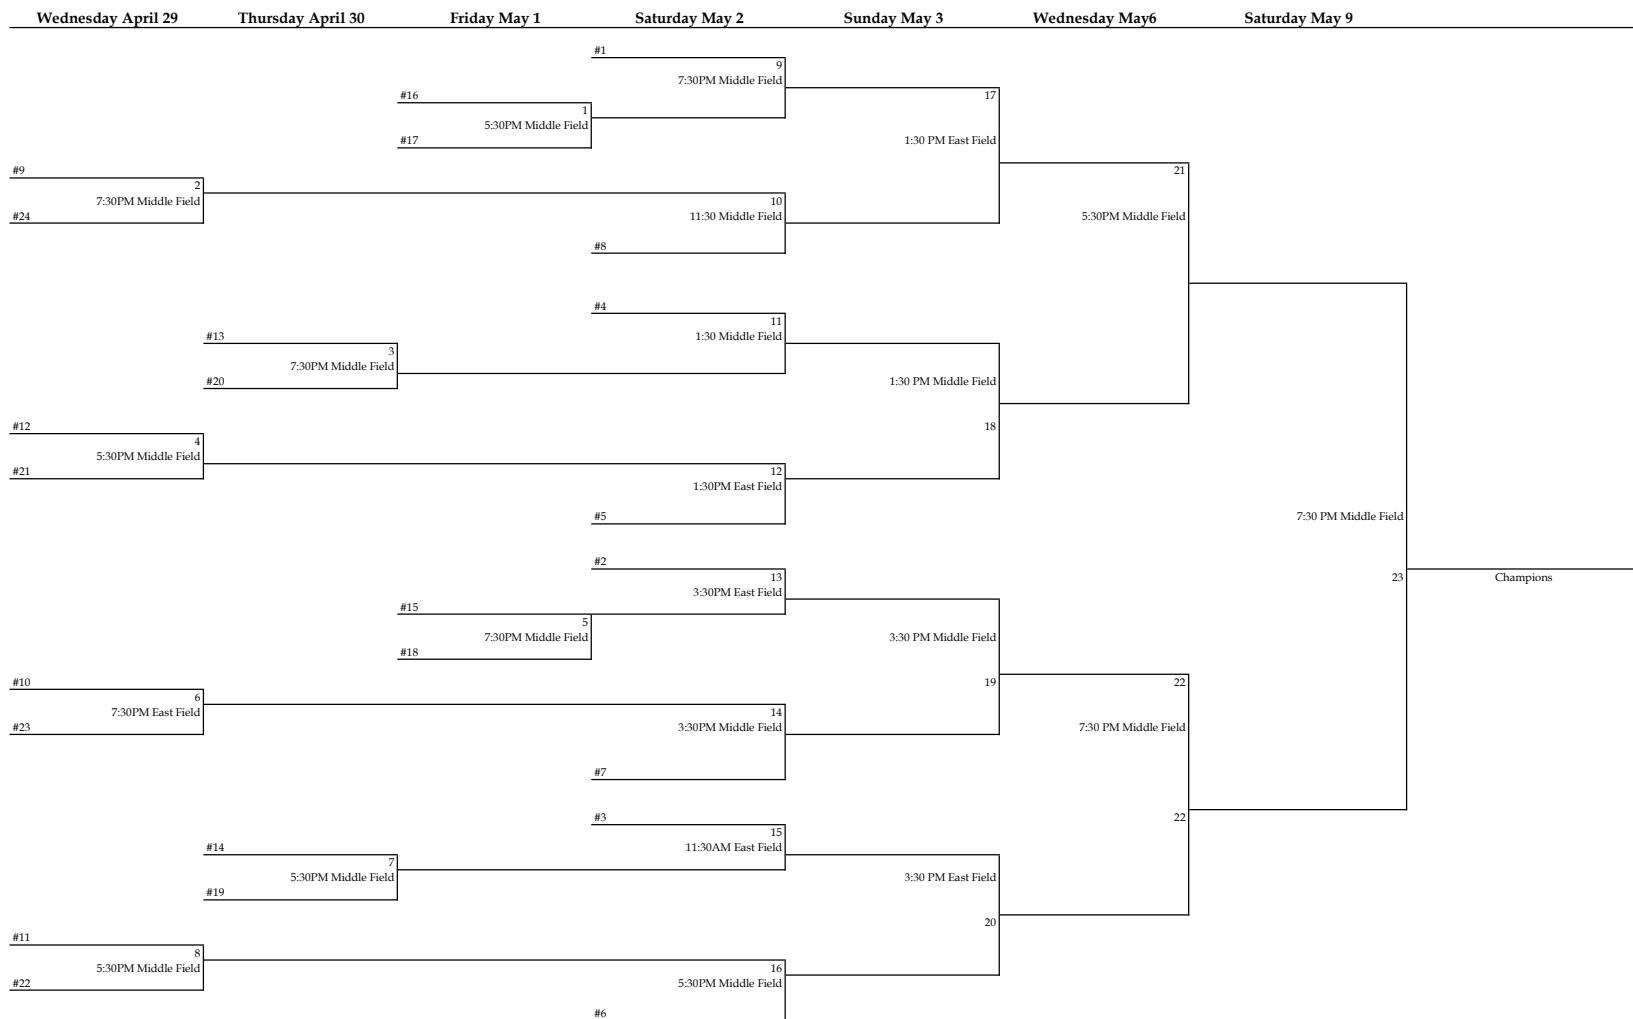 Wednesday April 29 Thursday April 30 Friday May 1 Saturday May 2 Sunday May 3 Wednesday May6 Saturday May 9
#1
9
7:30PM Middle Field
#16
17
1
5:30PM Middle Field
#17
1:30 PM East Field
#9
21
2
7:30PM Middle Field
10
#24
11:30 Middle Field
5:30PM Middle Field
#8
#4
11
#13
1:30 Middle Field
3
7:30PM Middle Field
#20
1:30 PM Middle Field
#12
18
4
5:30PM Middle Field
#21
12
1:30PM East Field
#5
7:30 PM Middle Field
#2
13
23
Champions
3:30PM East Field
#15
5
7:30PM Middle Field
3:30 PM Middle Field
#18
#10
19
22
6
7:30PM East Field
14
#23
3:30PM Middle Field
7:30 PM Middle Field
#7
#3
22
15
#14
11:30AM East Field
7
5:30PM Middle Field
3:30 PM East Field
#19
20
#11
8
5:30PM Middle Field
16
#22
5:30PM Middle Field
#6